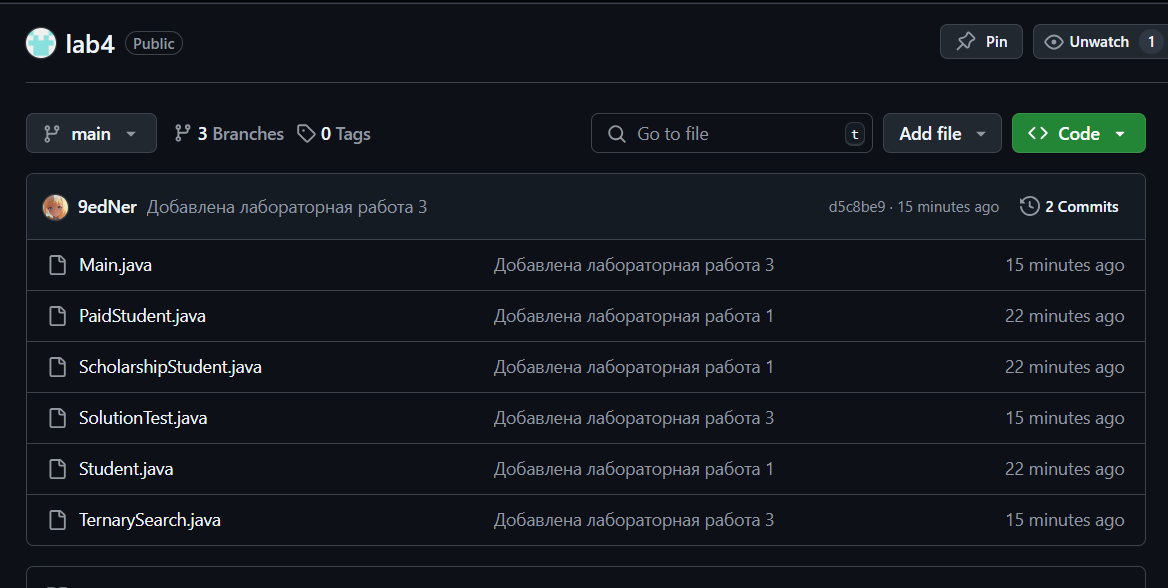 lab4 Public Pin Unwatch 1
main 3 Branches 0 Tags Go to file t Add file Code
9edNer Добавлена лабораторная работа 3 d5c8be9 · 15 minutes ago 2 Commits
Main.java Добавлена лабораторная работа 3 15 minutes ago
PaidStudent.java Добавлена лабораторная работа 1 22 minutes ago
ScholarshipStudent.java Добавлена лабораторная работа 1 22 minutes ago
SolutionTest.java Добавлена лабораторная работа 3 15 minutes ago
Student.java Добавлена лабораторная работа 1 22 minutes ago
TernarySearch.java Добавлена лабораторная работа 3 15 minutes ago